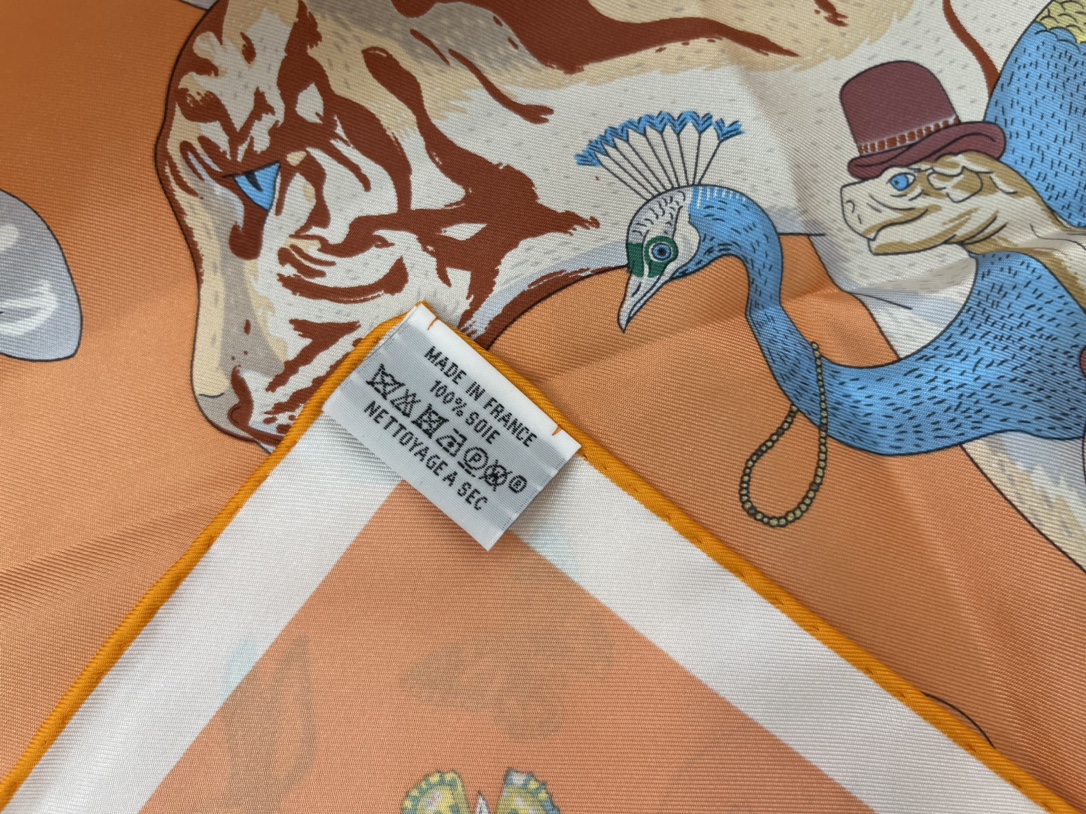 MADE IN FRANCE
100% SOIE
P W ®
NETTOYAGE A SEC